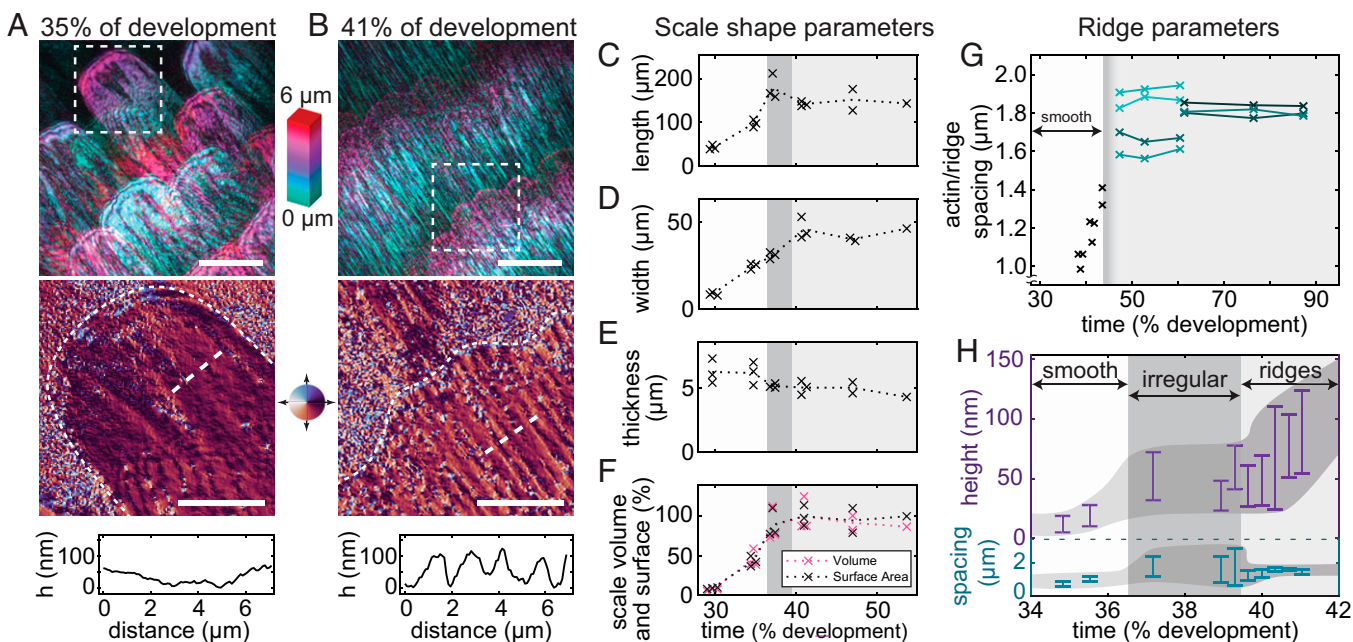 A
35% of development
B
41% of development
6 µm
0 µm
h (nm)
100
0
0
2
4
6
distance (µm)
h (nm)
100
0
0
2
4
6
distance (µm)
Scale shape parameters
C
length (µm)
200
100
0
D
width (µm)
50
0
E
thickness
(µm)
5
0
F
scale volume
and surface (%)
100
50
0
Volume
Surface Area
30
40
50
time (% development)
Ridge parameters
G
actin/ridge
spacing (µm)
2.0
1.8
1.6
1.4
1.2
1.0
smooth
30
50
70
90
time (% development)
H
height (nm)
150
100
50
0
smooth
irregular
ridges
spacing
(µm)
2
0
34
36
38
40
42
time (% development)